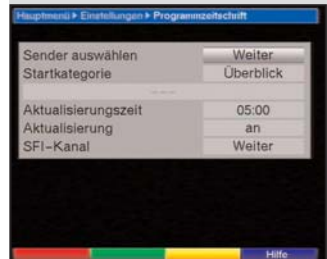 Hauptmenü ▸ Einstellungen ▸ Programmzeitschrift
Sender auswählen Weiter
Startkategorie Überblick
----
Aktualisierungszeit 05:00
Aktualisierung an
SFI-Kanal Weiter
Hilfe